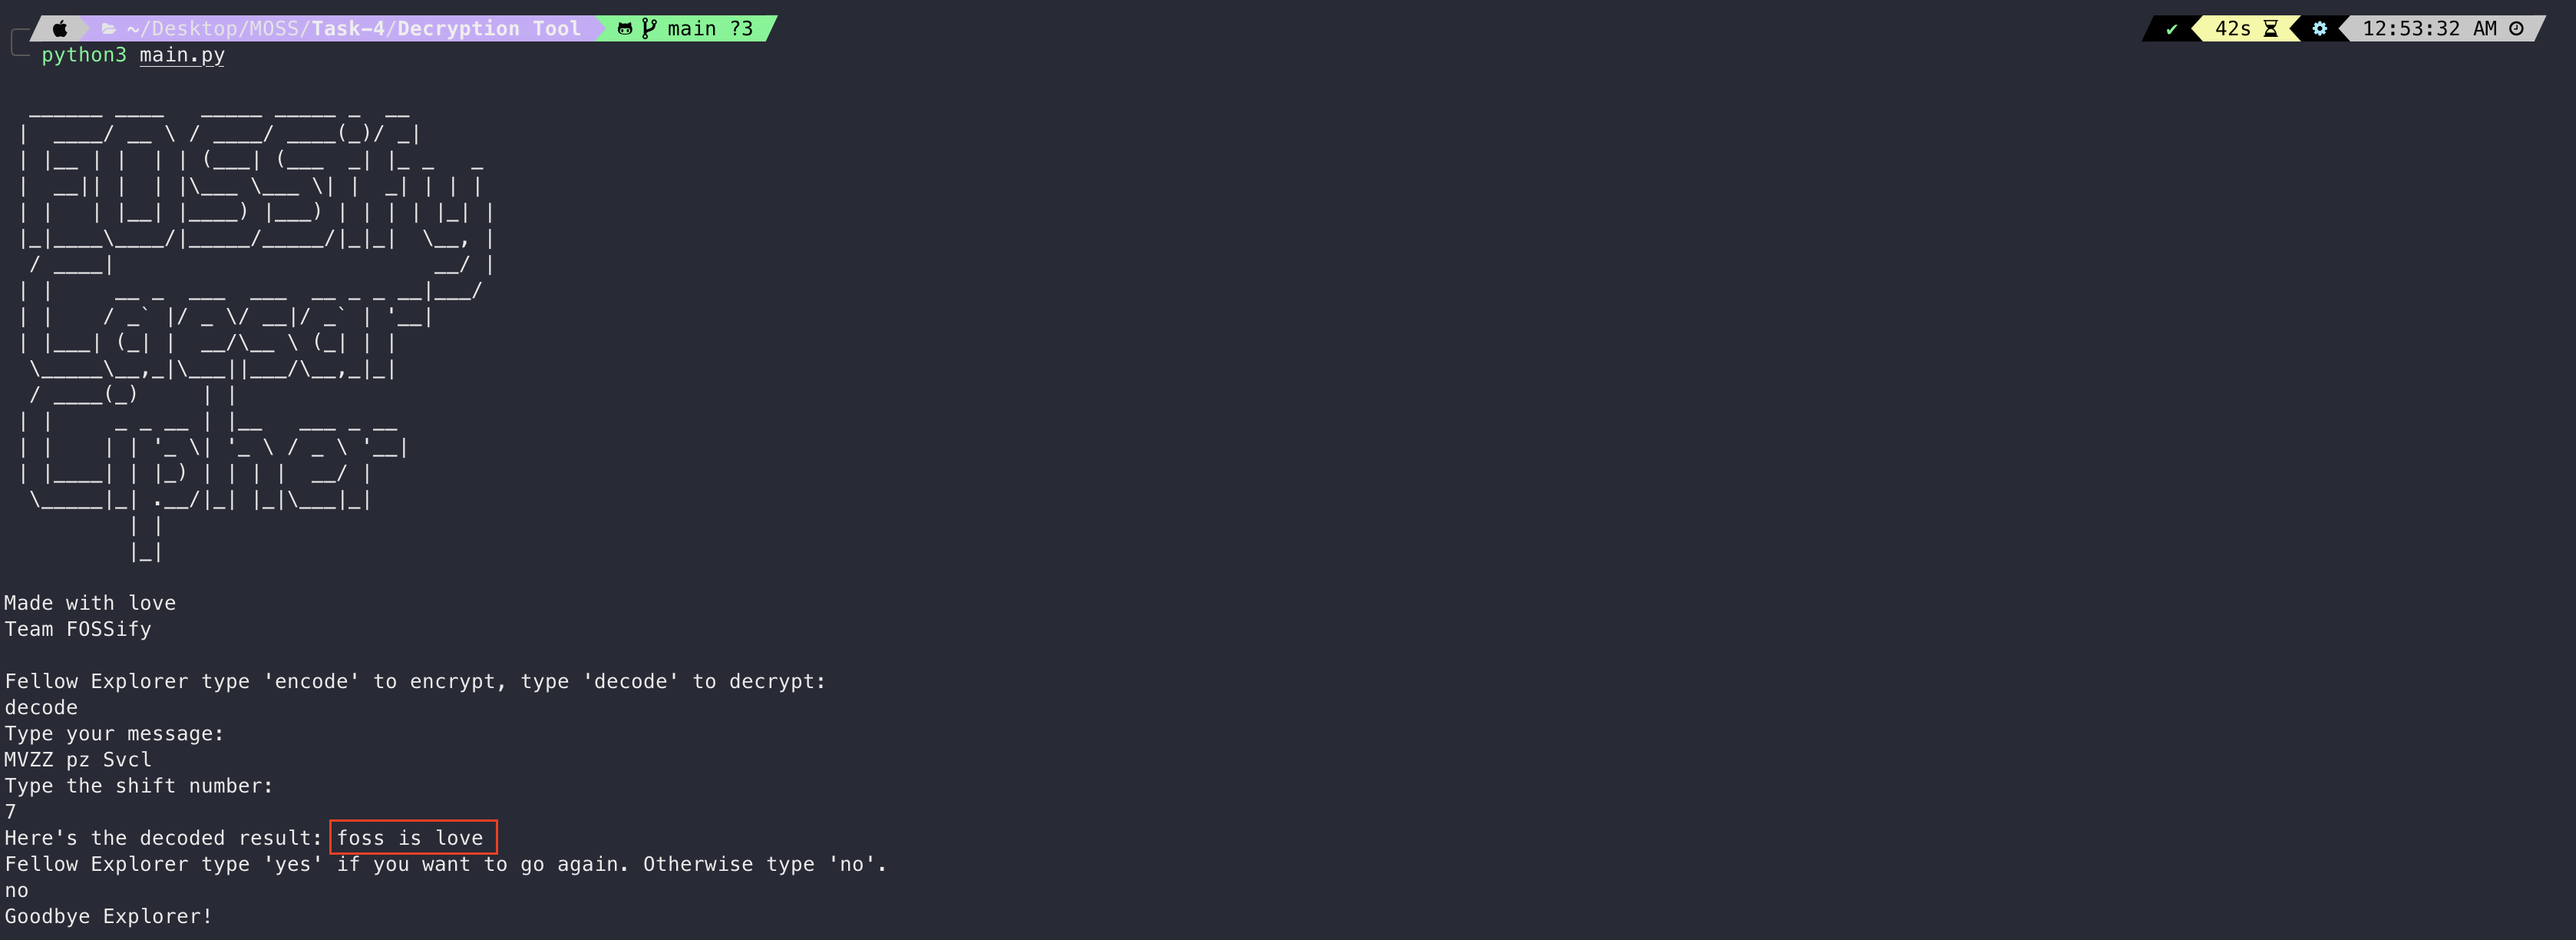 ~/Desktop/MOSS/Task-4/Decryption Tool main ?3 ✔ 42s 12:53:32 AM
python3 main.py
FOSSify
Caesar
Cipher
Made with love
Team FOSSify
Fellow Explorer type 'encode' to encrypt, type 'decode' to decrypt:
decode
Type your message:
MVZZ pz Svcl
Type the shift number:
7
Here's the decoded result: foss is love
Fellow Explorer type 'yes' if you want to go again. Otherwise type 'no'.
no
Goodbye Explorer!